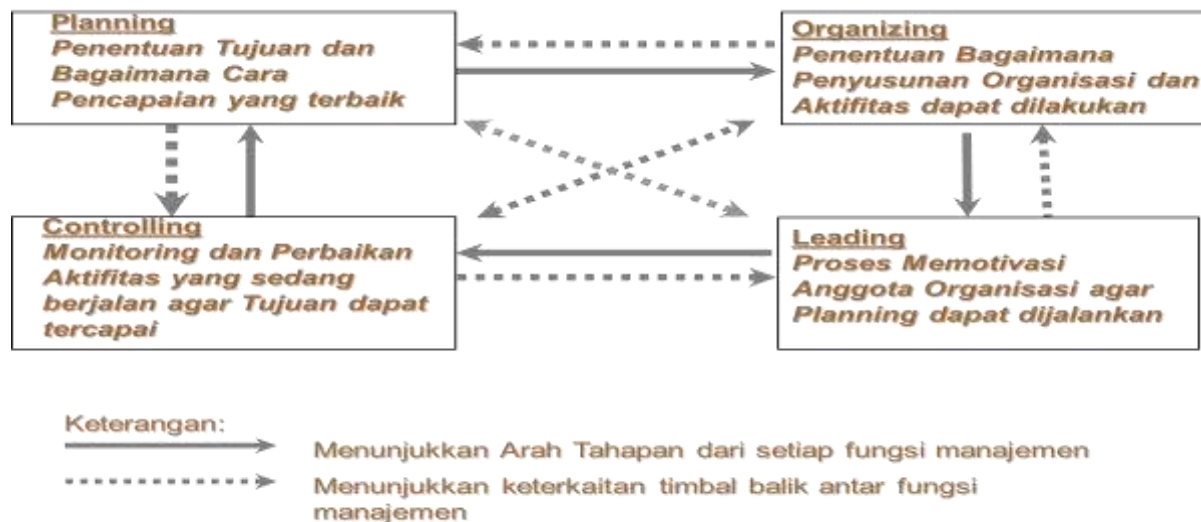 Planning
Penentuan Tujuan dan
Bagaimana Cara
Pencapaian yang terbaik
Organizing
Penentuan Bagaimana
Penyusunan Organisasi dan
Aktifitas dapat dilakukan
Controlling
Monitoring dan Perbaikan
Aktifitas yang sedang
berjalan agar Tujuan dapat
tercapai
Leading
Proses Memotivasi
Anggota Organisasi agar
Planning dapat dijalankan
Keterangan:
Menunjukkan Arah Tahapan dari setiap fungsi manajemen
Menunjukkan keterkaitan timbal balik antar fungsi
manajemen